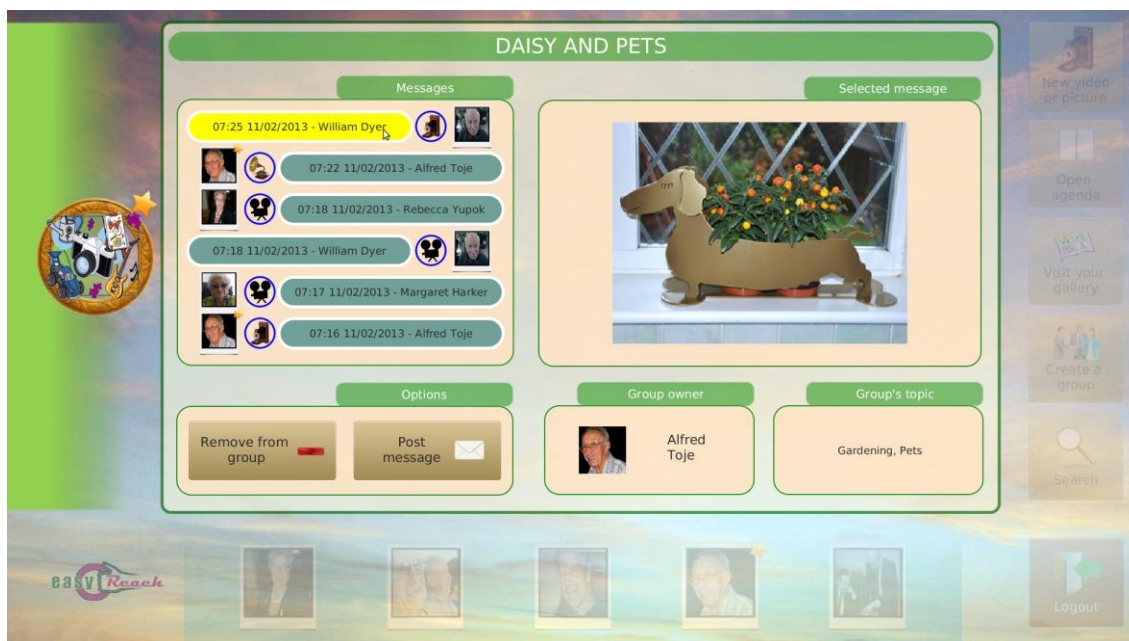 DAISY AND PETS
Messages
07:25 11/02/2013 - William Dyer
07:22 11/02/2013 - Alfred Toje
07:18 11/02/2013 - Rebecca Yupok
07:18 11/02/2013 - William Dyer
07:17 11/02/2013 - Margaret Harker
07:16 11/02/2013 - Alfred Toje
Selected message
Options
Remove from
group
Post
message
Group owner
Alfred
Toje
Group's topic
Gardening, Pets
New video
or picture
Open
agenda
Visit your
gallery
Create a
group
Search
Logout
easy Reach